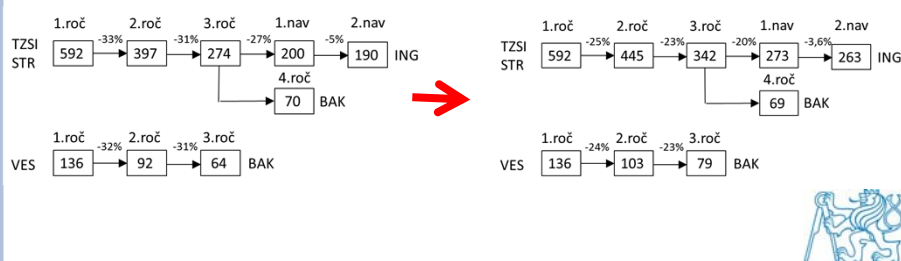 1.roč 2.roč 3.roč 1.nav 2.nav
TZSI STR 592 -33% 397 -31% 274 -27% 200 -5% 190 ING
4.roč
70 BAK
1.roč 2.roč 3.roč
VES 136 -32% 92 -31% 64 BAK
1.roč 2.roč 3.roč 1.nav 2.nav
TZSI STR 592 -25% 445 -23% 342 -20% 273 -3,6% 263 ING
4.roč
69 BAK
1.roč 2.roč 3.roč
VES 136 -24% 103 -23% 79 BAK